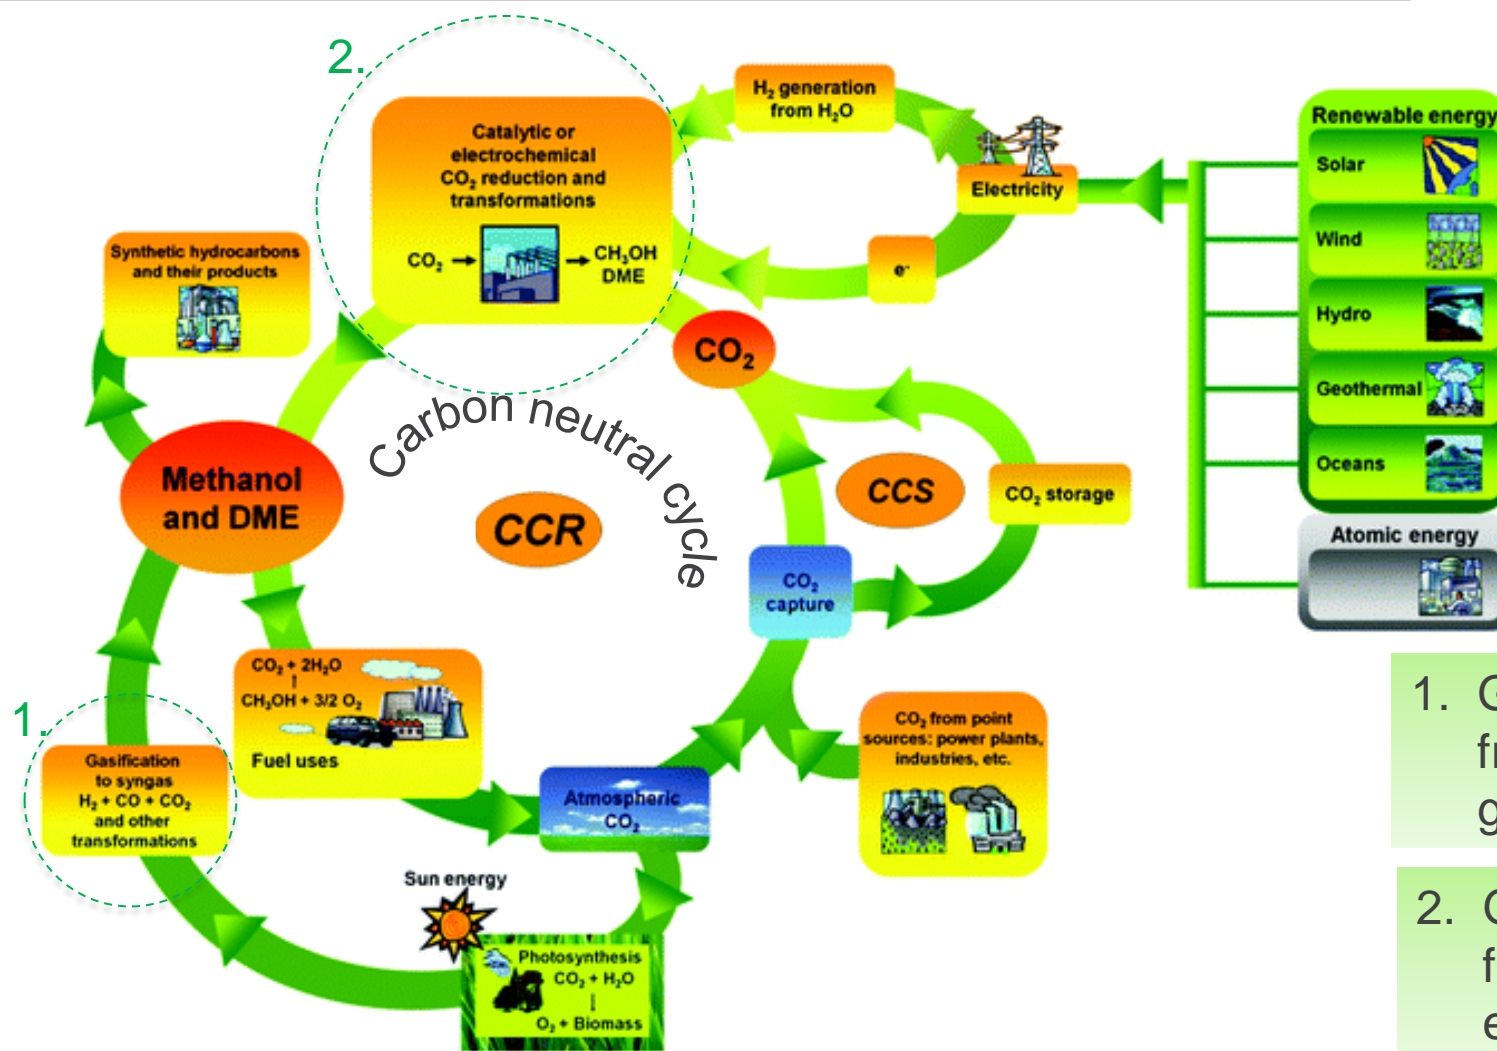 2.
Catalytic or
electrochemical
CO₂ reduction and
transformations
CO₂ → → CH₃OH
DME
H₂ generation
from H₂O
Electricity
e⁻
Renewable energy
Solar
Wind
Hydro
Geothermal
Oceans
Atomic energy
Synthetic hydrocarbons
and their products
CO₂
Carbon neutral cycle
Methanol
and DME
CCR
CCS
CO₂ storage
CO₂
capture
CO₂ + 2H₂O
↑
CH₃OH + 3/2 O₂
Fuel uses
1.
Gasification
to syngas
H₂ + CO + CO₂
and other
transformations
Atmospheric
CO₂
CO₂ from point
sources: power plants,
industries, etc.
Sun energy
Photosynthesis
CO₂ + H₂O
↓
O₂ + Biomass
1.
2.